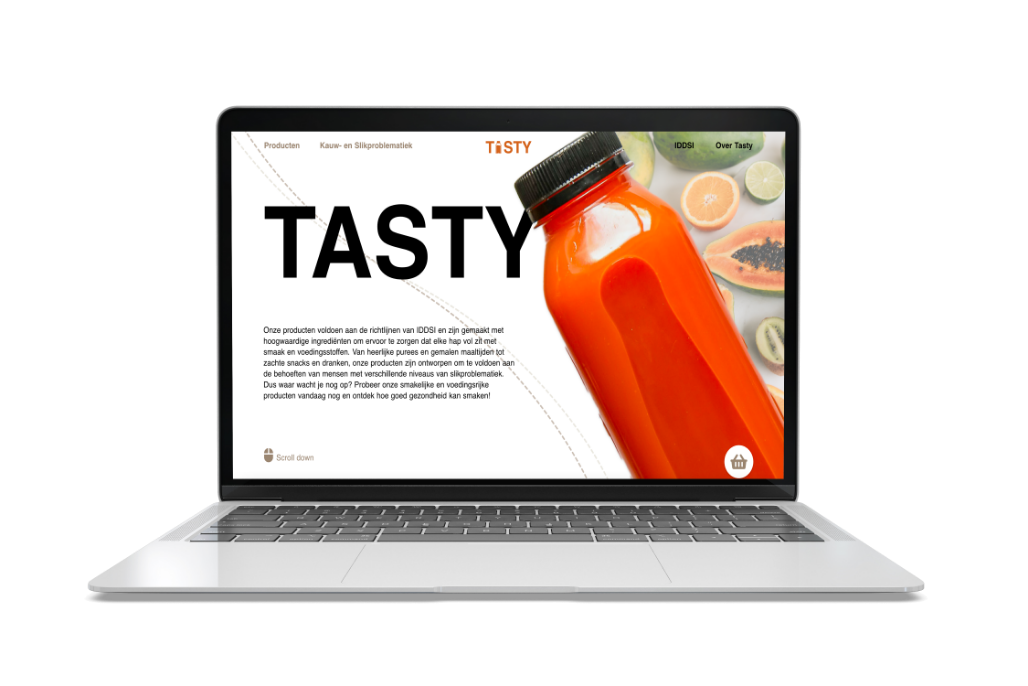 Producten Kauw- en Slikproblematiek TASTY IDDSI Over Tasty
TASTY
Onze producten voldoen aan de richtlijnen van IDDSI en zijn gemaakt met
hoogwaardige ingrediënten om ervoor te zorgen dat elke hap vol zit met
smaak en voedingsstoffen. Van heerlijke purees en gemalen maaltijden tot
zachte snacks en dranken, onze producten zijn ontworpen om te voldoen aan
de behoeften van mensen met verschillende niveaus van slikproblematiek.
Dus waar wacht je nog op? Probeer onze smakelijke en voedingsrijke
producten vandaag nog en ontdek hoe goed gezondheid kan smaken!
Scroll down